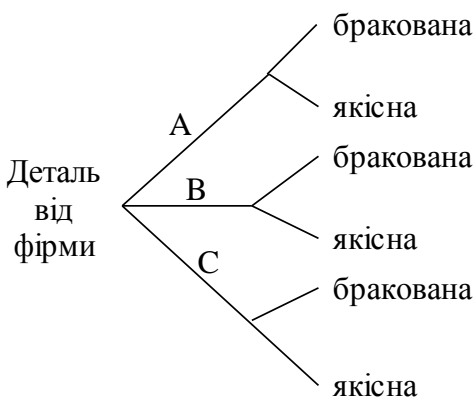 Деталь
від
фірми
A
B
C
бракована
якісна
бракована
якісна
бракована
якісна